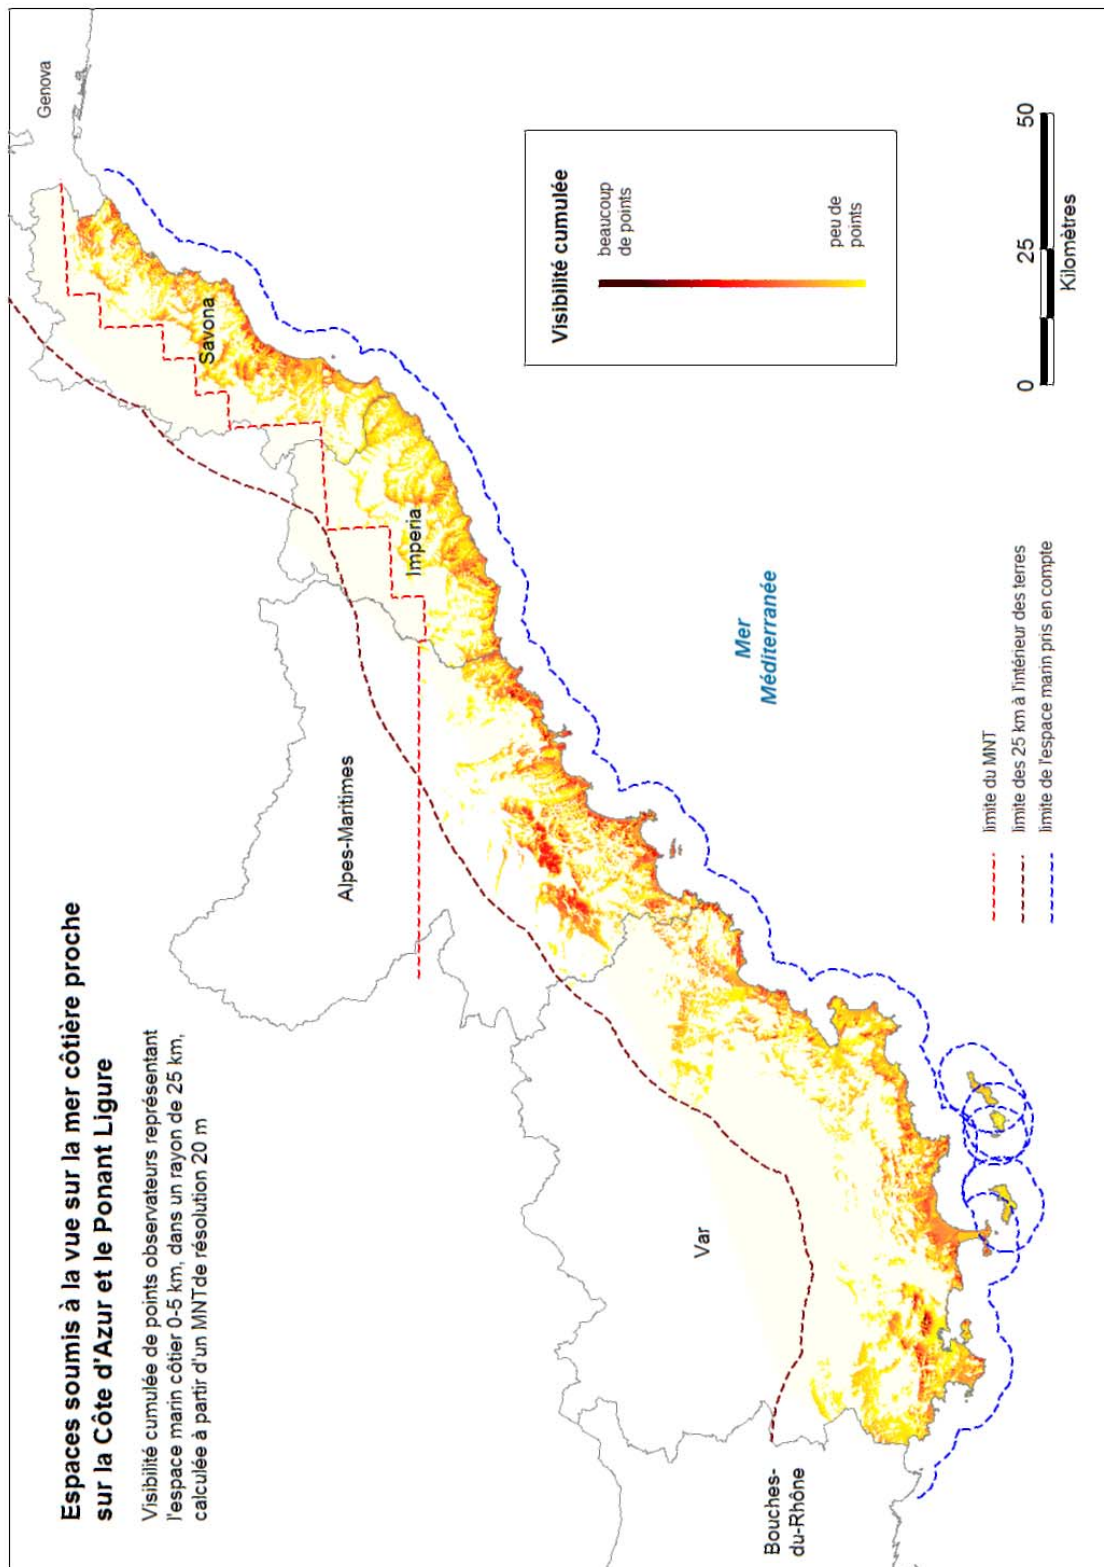 Espaces soumis à la vue sur la mer côtière proche
sur la Côte d'Azur et le Ponant Ligure
Visibilité cumulée de points observateurs représentant
l'espace marin côtier 0-5 km, dans un rayon de 25 km,
calculée à partir d'un MNT de résolution 20 m
Genova
Savona
Imperia
Alpes-Maritimes
Var
Bouches-
du-Rhône
Mer
Méditerranée
Visibilité cumulée
beaucoup
de points
peu de
points
limite du MNT
limite des 25 km à l'intérieur des terres
limite de l'espace marin pris en compte
0
25
50
Kilomètres